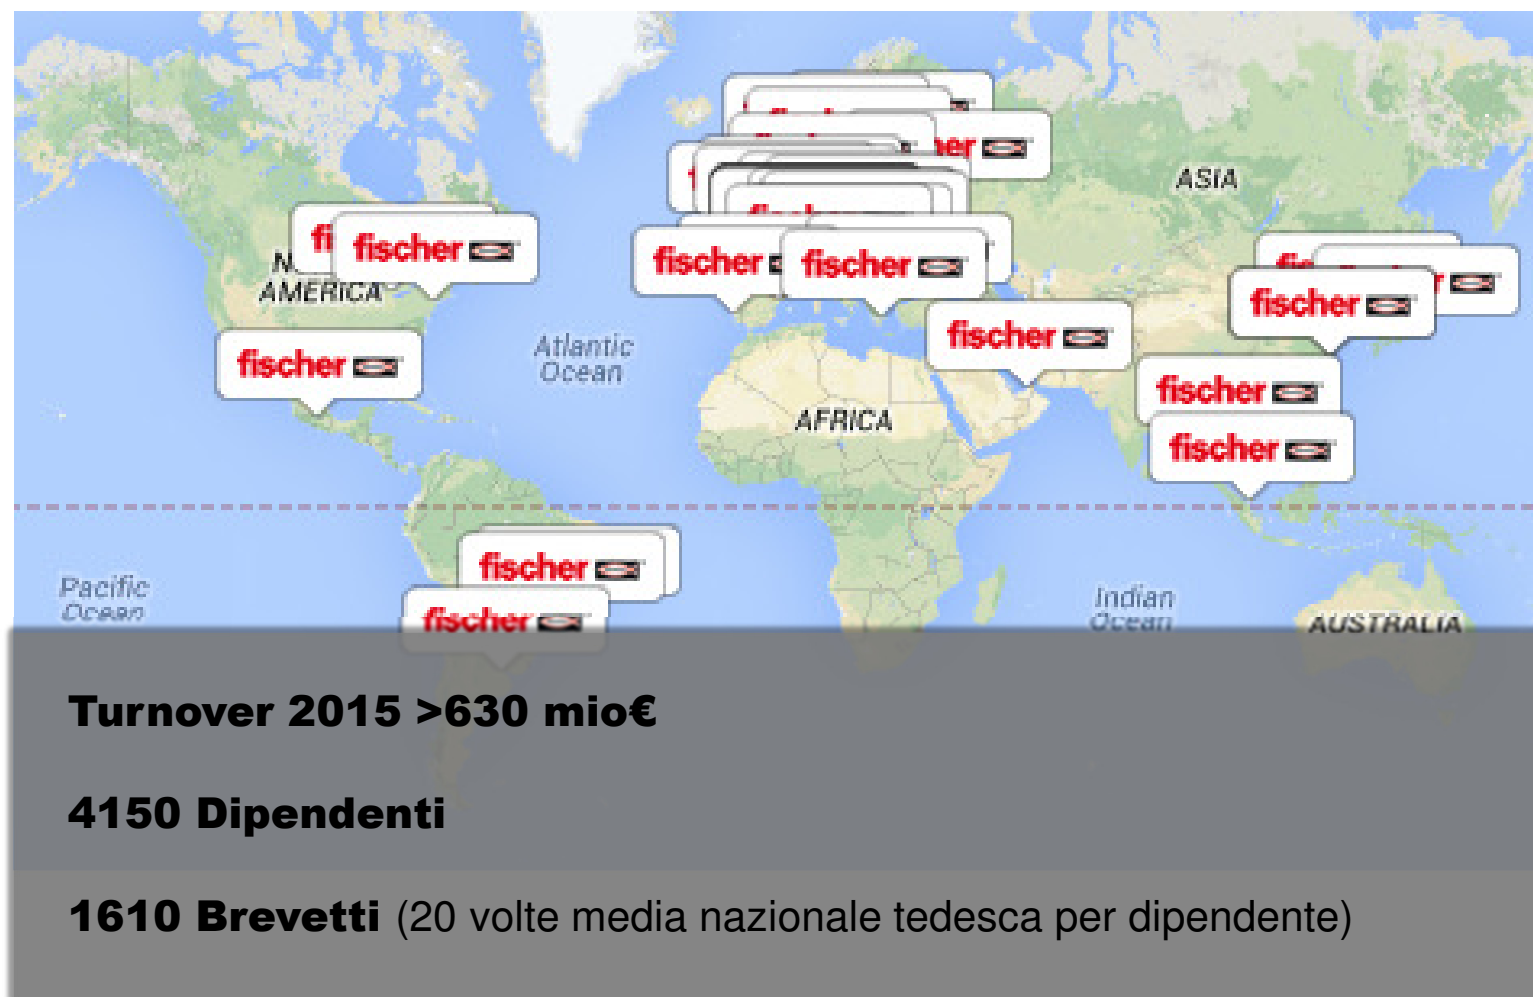 ASIA
fischer
N
AMERICA
fischer
fischer
fischer
fischer
fischer
Atlantic
Ocean
AFRICA
fischer
fischer
Pacific
Ocean
fischer
fischer
Indian
Ocean
AUSTRALIA
Turnover 2015 >630 mio€
4150 Dipendenti
1610 Brevetti (20 volte media nazionale tedesca per dipendente)